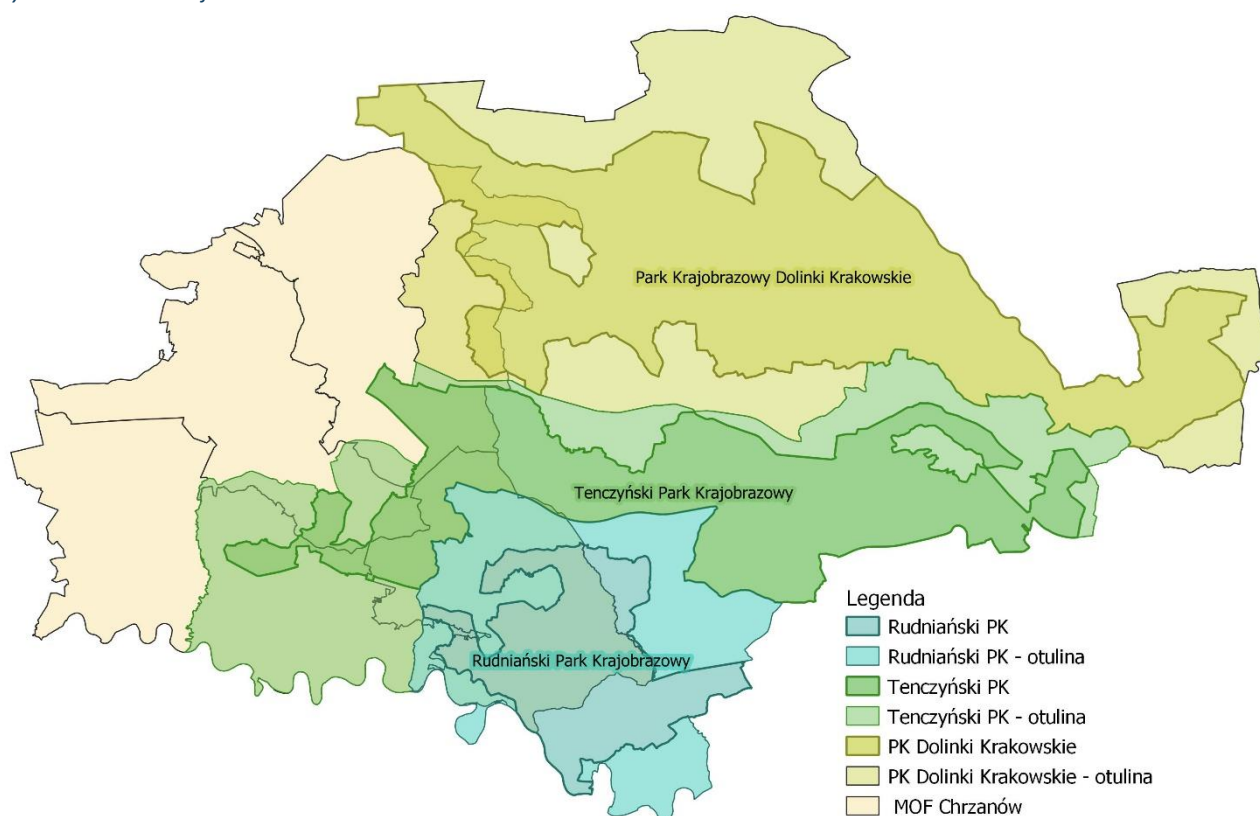 Park Krajobrazowy Dolinki Krakowskie
Tenczyński Park Krajobrazowy
Rudniański Park Krajobrazowy
Legenda
Rudniański PK
Rudniański PK - otulina
Tenczyński PK
Tenczyński PK - otulina
PK Dolinki Krakowskie
PK Dolinki Krakowskie - otulina
MOF Chrzanów